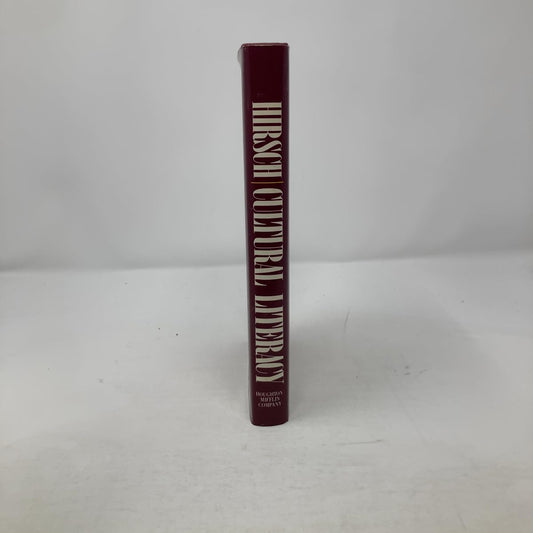 HIRSCH | CULTURAL LITERACY
HOUGHTON
MIFFLIN
COMPANY